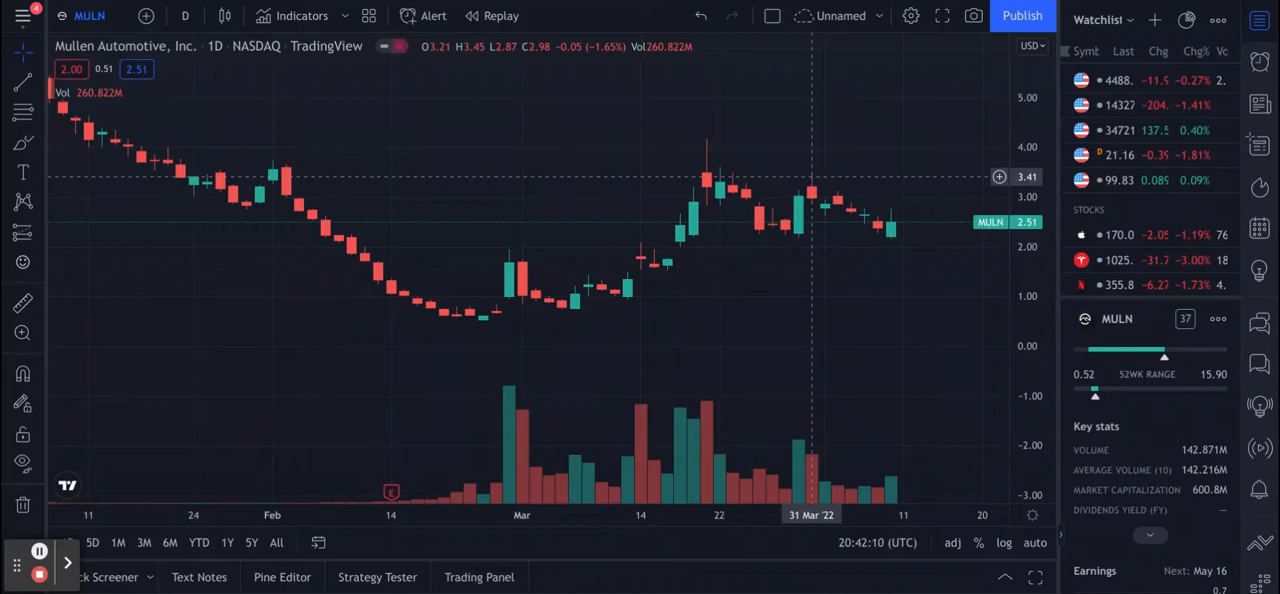 4
MULN
D
Indicators
Alert
Replay
Unnamed
Publish
Watchlist
Mullen Automotive, Inc. · 1D · NASDAQ · TradingView
O3.21 H3.45 L2.87 C2.98 −0.05 (−1.65%) Vol260.822M
USD
2.00 0.51 2.51
Vol 260.822M
5.00
4.00
3.41
3.00
MULN 2.51
2.00
1.00
0.00
−1.00
−2.00
−3.00
E
11 24 Feb 14 Mar 14 22 31 Mar '22 11 20
5D 1M 3M 6M YTD 1Y 5Y All
20:42:10 (UTC) adj % log auto
ck Screener Text Notes Pine Editor Strategy Tester Trading Panel
Symb Last Chg Chg% Vo
4488. −11.9 −0.27% 2.
14327 −204. −1.41%
34721 137.5 0.40%
D 21.16 −0.39 −1.81%
99.83 0.089 0.09%
STOCKS
170.0 −2.05 −1.19% 76
1025. −31.7 −3.00% 18
355.8 −6.27 −1.73% 4.
MULN 37
0.52 52WK RANGE 15.90
Key stats
VOLUME 142.871M
AVERAGE VOLUME (10) 142.216M
MARKET CAPITALIZATION 600.8M
DIVIDENDS YIELD (FY) —
Earnings Next: May 16
0.7